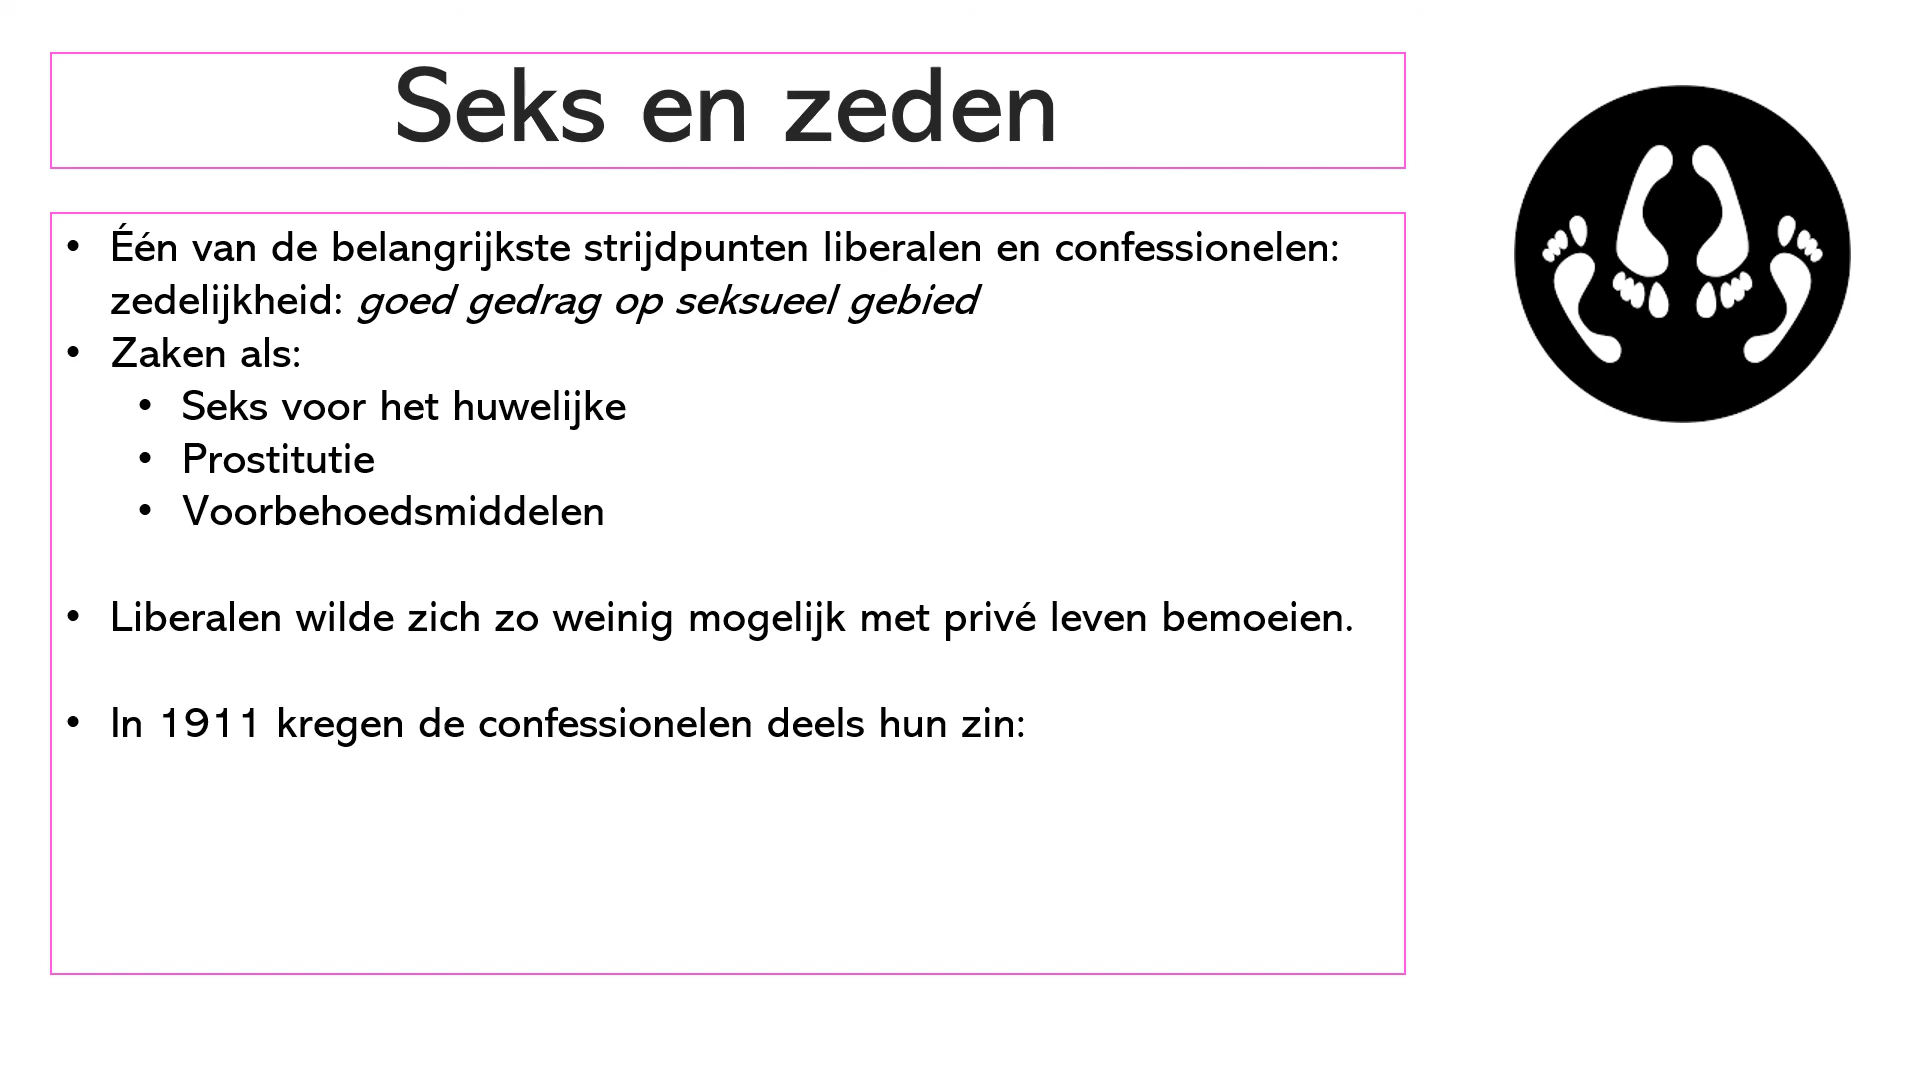 Seks en zeden
• Één van de belangrijkste strijdpunten liberalen en confessionelen:
zedelijkheid: goed gedrag op seksueel gebied
• Zaken als:
• Seks voor het huwelijke
• Prostitutie
• Voorbehoedsmiddelen
• Liberalen wilde zich zo weinig mogelijk met privé leven bemoeien.
• In 1911 kregen de confessionelen deels hun zin: